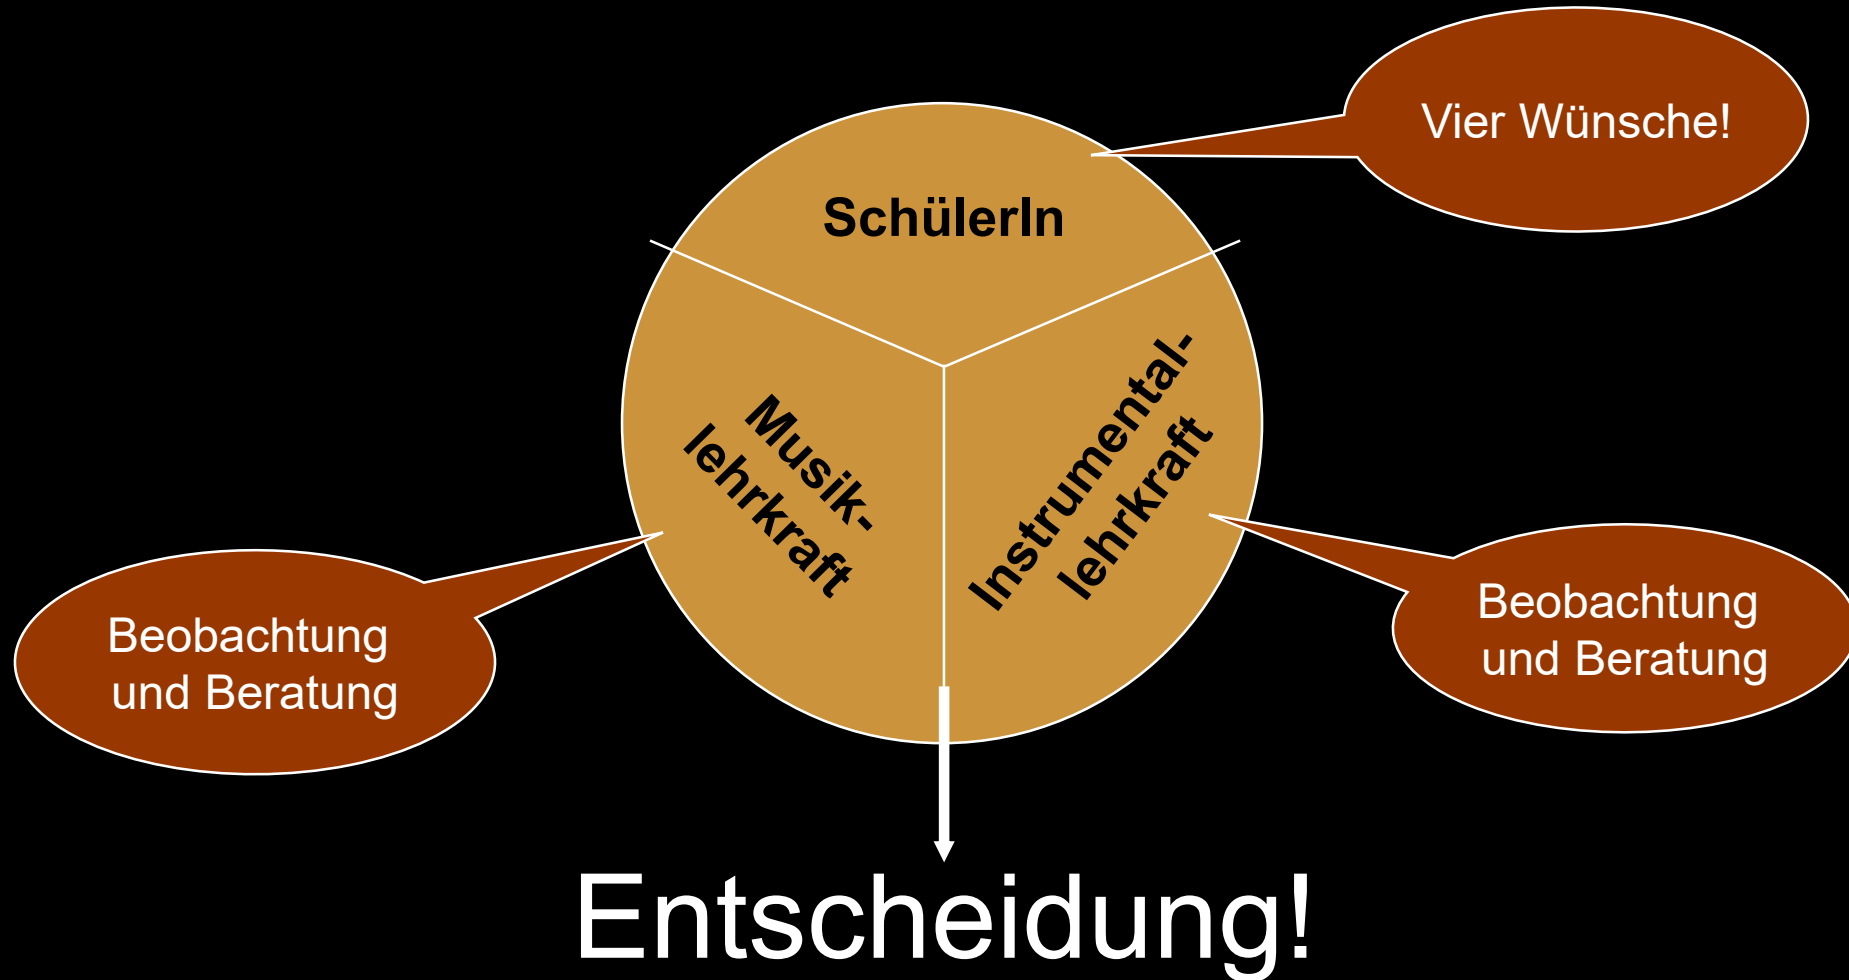 Vier Wünsche!
SchülerIn
Musik-
lehrkraft
Instrumental-
lehrkraft
Beobachtung
und Beratung
Beobachtung
und Beratung
Entscheidung!